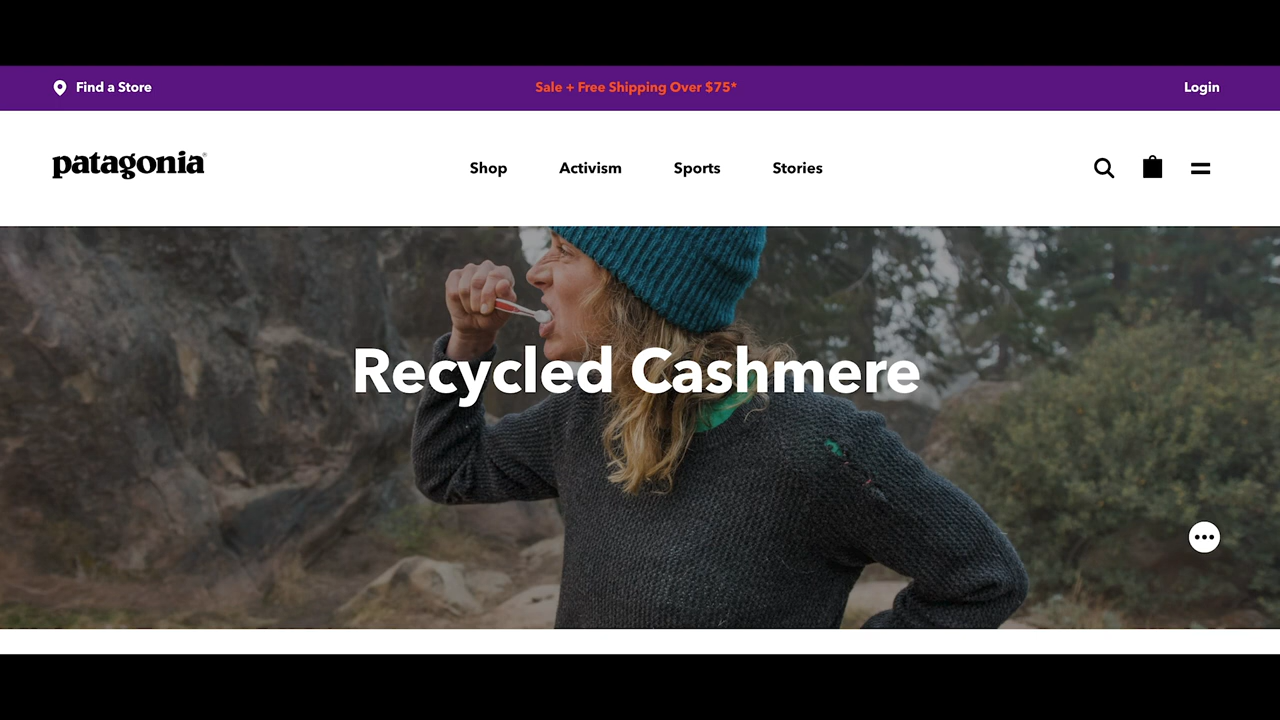 Find a Store
Sale + Free Shipping Over $75*
Login
patagonia®
Shop
Activism
Sports
Stories
Recycled Cashmere